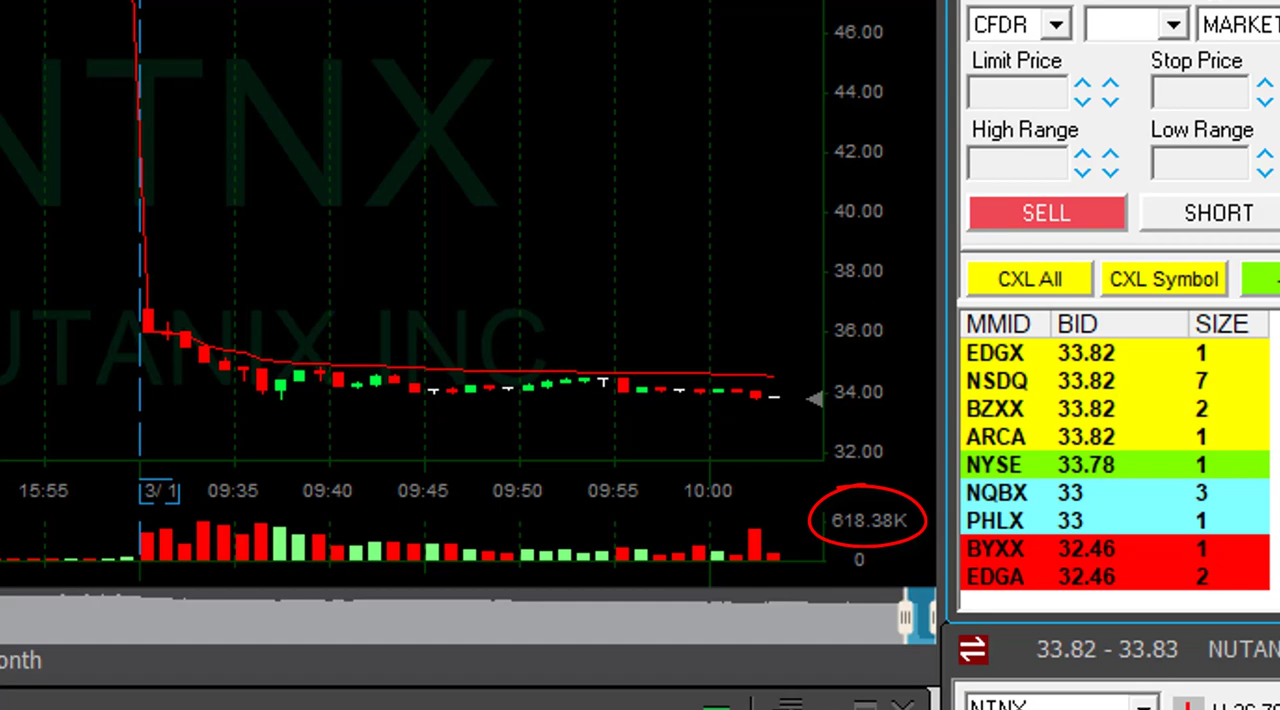 NTNX
UTANIX INC
46.00
44.00
42.00
40.00
38.00
36.00
34.00
32.00
15:55 3/ 1 09:35 09:40 09:45 09:50 09:55 10:00
618.38K
0
onth
CFDR MARKET
Limit Price Stop Price
High Range Low Range
SELL SHORT
CXL All CXL Symbol
MMID BID SIZE
EDGX 33.82 1
NSDQ 33.82 7
BZXX 33.82 2
ARCA 33.82 1
NYSE 33.78 1
NQBX 33 3
PHLX 33 1
BYXX 32.46 1
EDGA 32.46 2
33.82 - 33.83 NUTAN
NTNX